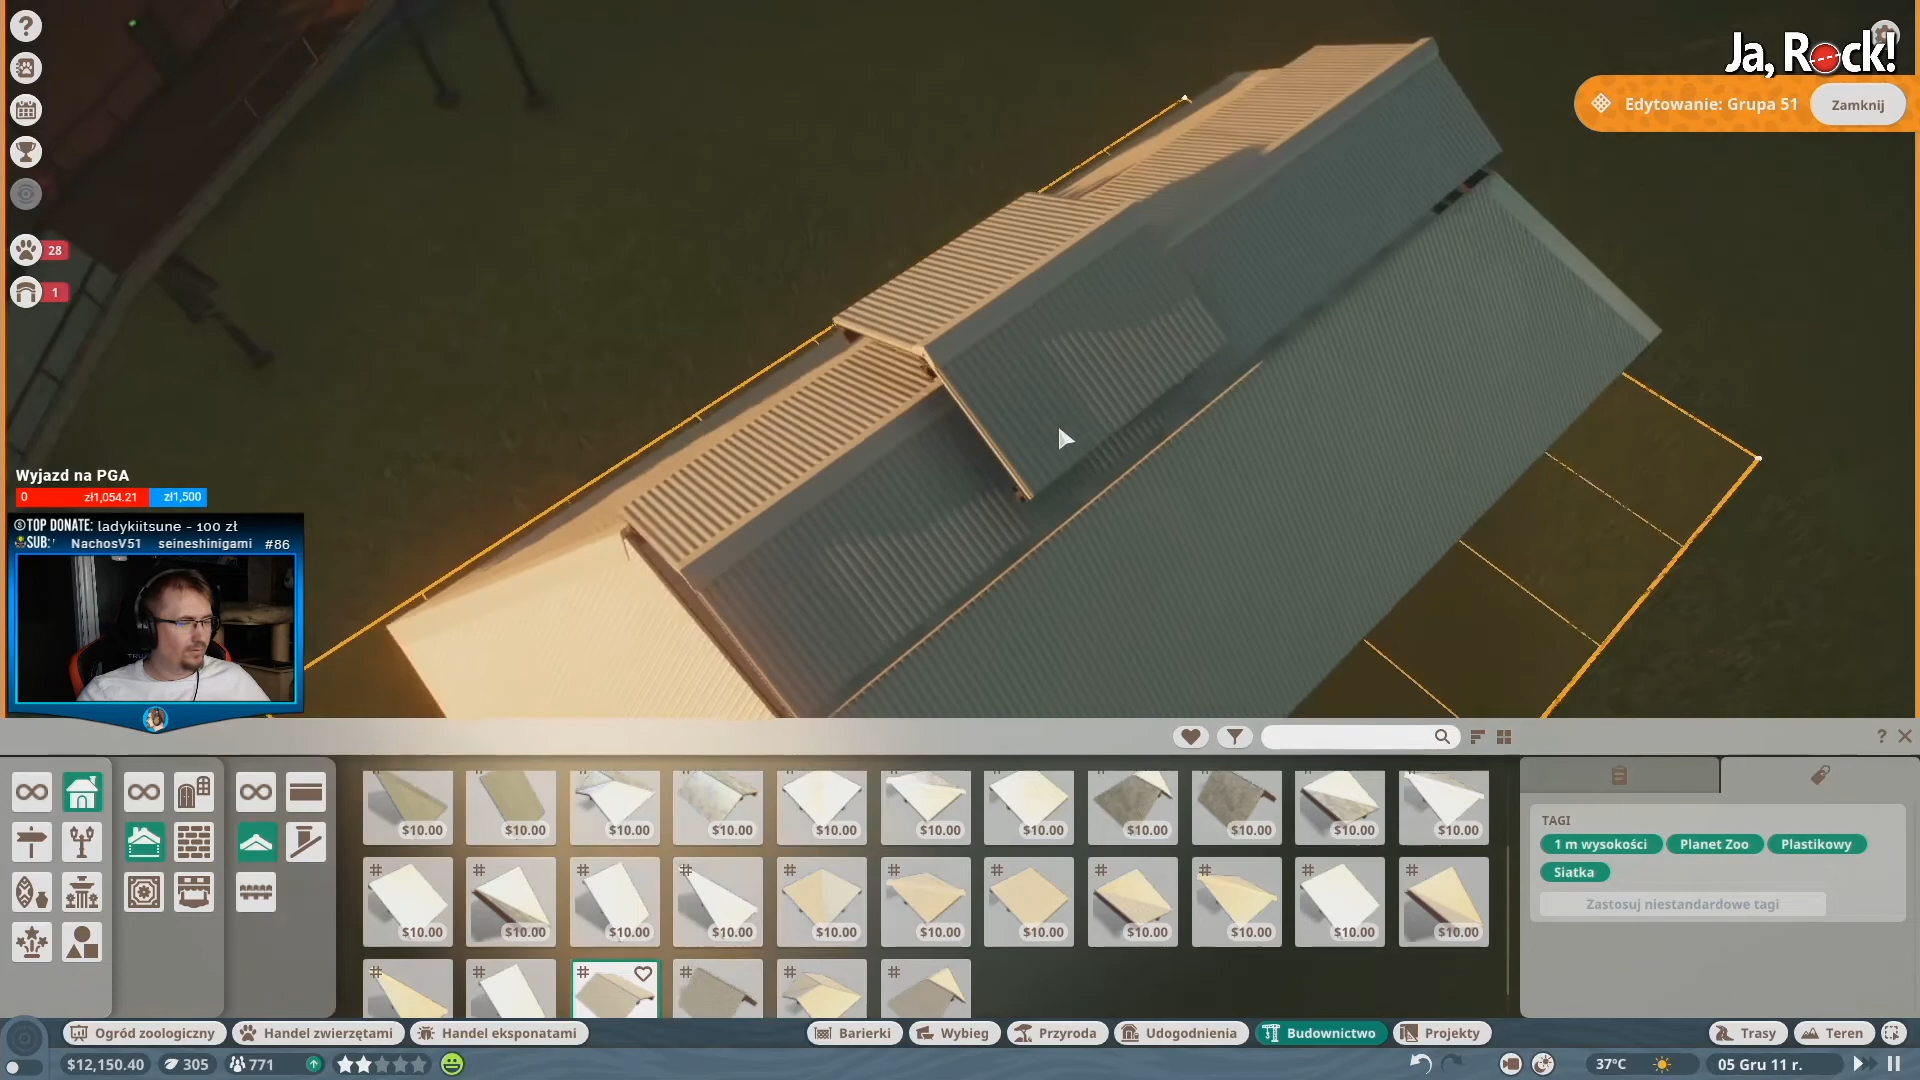 Ja, Rock!
Edytowanie: Grupa 51
Zamknij
28
1
Wyjazd na PGA
0 zł1,054.21 zł1,500
TOP DONATE: ladykiitsune - 100 zł
SUB: NachosV51 seineshinigami #86
$10.00 $10.00 $10.00 $10.00 $10.00 $10.00 $10.00 $10.00 $10.00 $10.00 $10.00
$10.00 $10.00 $10.00 $10.00 $10.00 $10.00 $10.00 $10.00 $10.00 $10.00 $10.00
TAGI
1 m wysokości Planet Zoo Plastikowy
Siatka
Zastosuj niestandardowe tagi
Ogród zoologiczny Handel zwierzętami Handel eksponatami Barierki Wybieg Przyroda Udogodnienia Budownictwo Projekty Trasy Teren
$12,150.40 305 771 37°C 05 Gru 11 r.